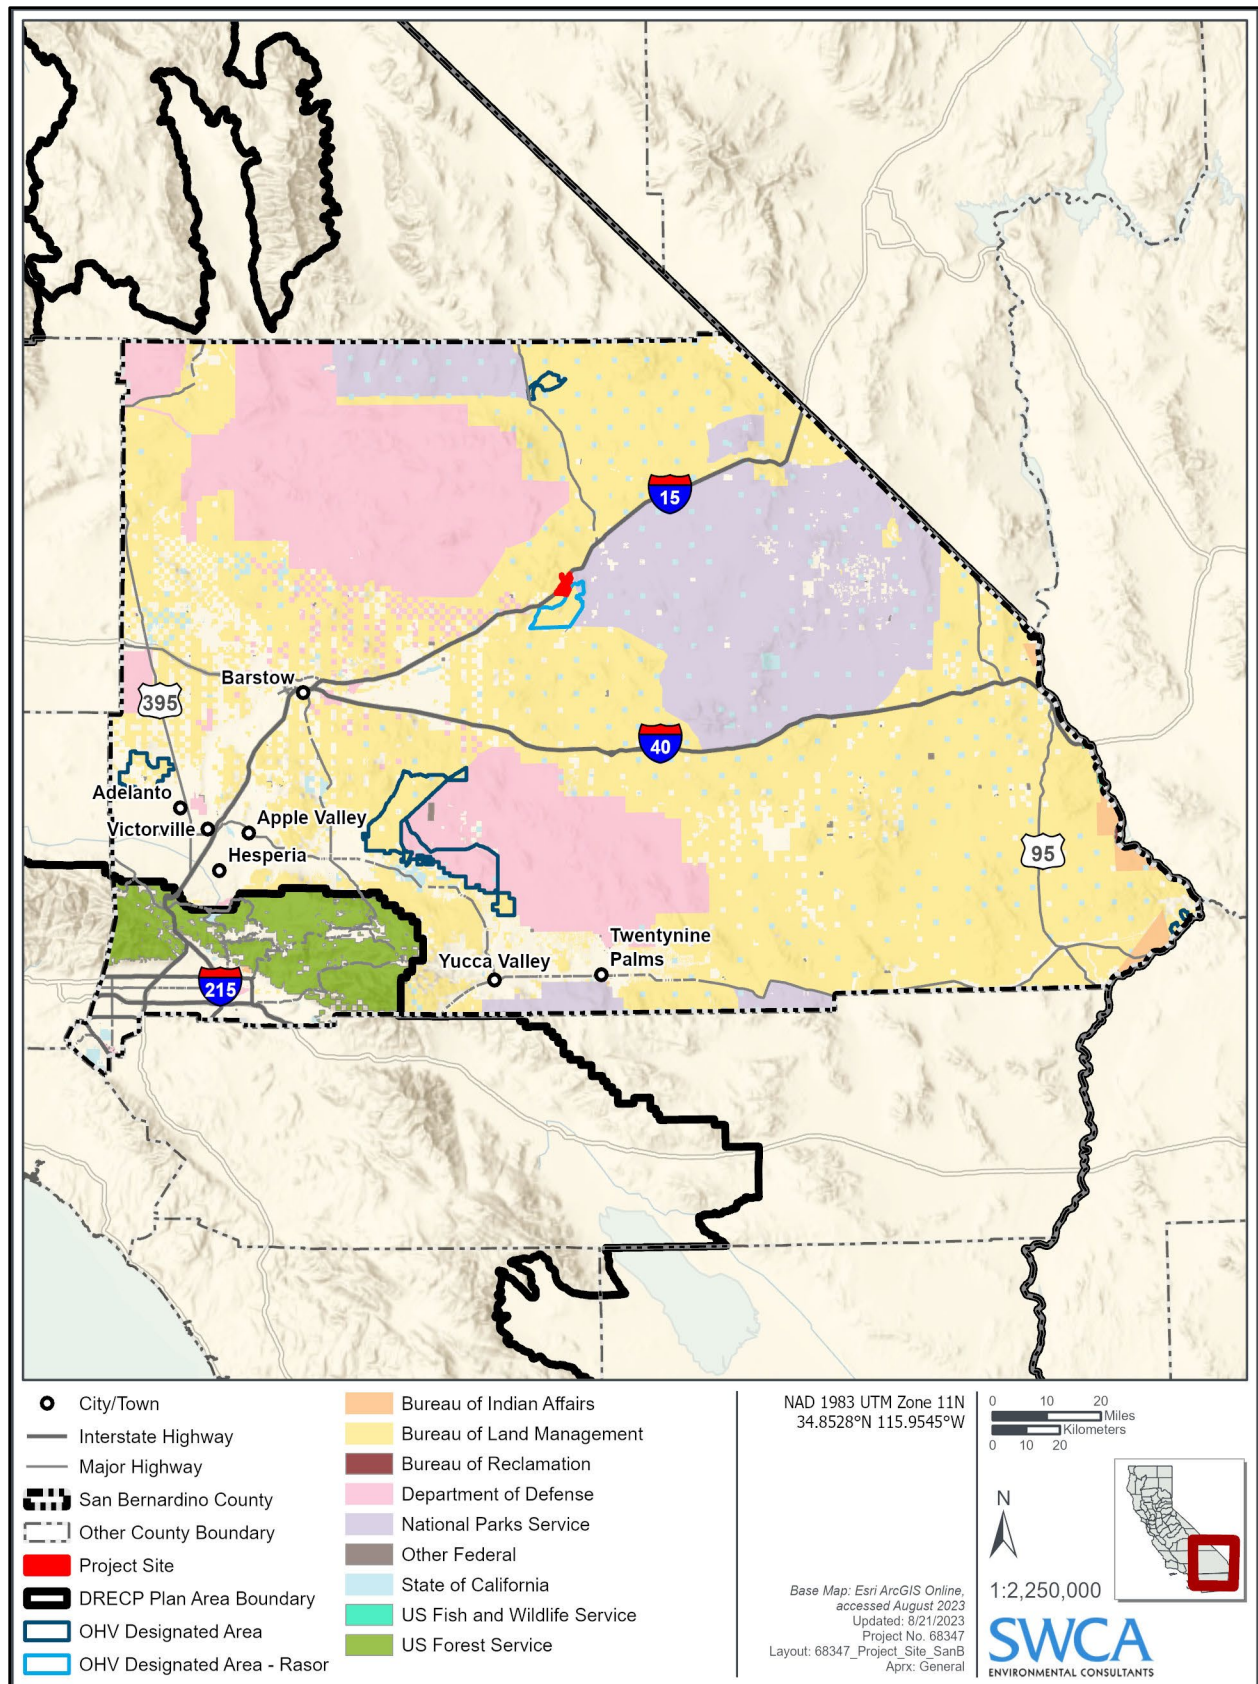 15
Barstow
395
40
Adelanto
Victorville
Apple Valley
Hesperia
95
Twentynine
Palms
Yucca Valley
215
City/Town
Interstate Highway
Major Highway
San Bernardino County
Other County Boundary
Project Site
DRECP Plan Area Boundary
OHV Designated Area
OHV Designated Area - Rasor
Bureau of Indian Affairs
Bureau of Land Management
Bureau of Reclamation
Department of Defense
National Parks Service
Other Federal
State of California
US Fish and Wildlife Service
US Forest Service
NAD 1983 UTM Zone 11N
34.8528°N 115.9545°W
Base Map: Esri ArcGIS Online,
accessed August 2023
Updated: 8/21/2023
Project No. 68347
Layout: 68347_Project_Site_SanB
Aprx: General
0 10 20
Miles
Kilometers
0 10 20
N
1:2,250,000
SWCA
ENVIRONMENTAL CONSULTANTS